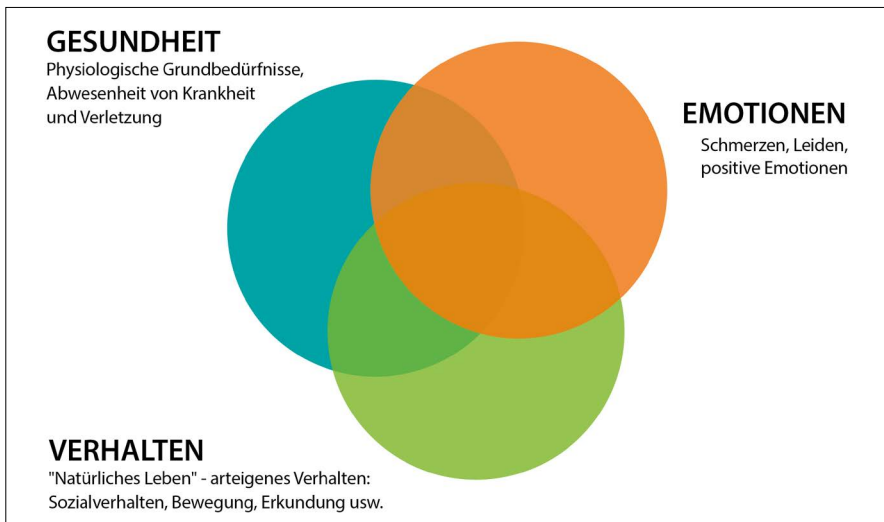 GESUNDHEIT
Physiologische Grundbedürfnisse,
Abwesenheit von Krankheit
und Verletzung
EMOTIONEN
Schmerzen, Leiden,
positive Emotionen
VERHALTEN
"Natürliches Leben" - arteigenes Verhalten:
Sozialverhalten, Bewegung, Erkundung usw.